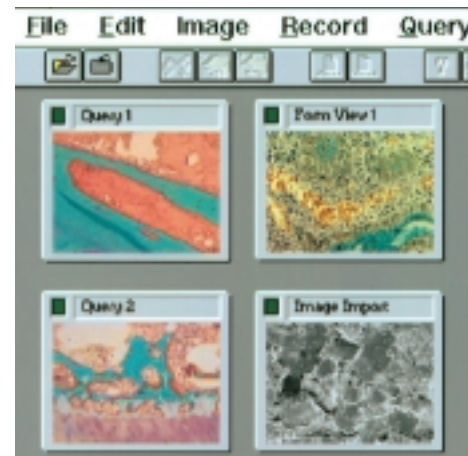 File Edit Image Record Query
Query 1
Form View 1
Query 2
Image Import